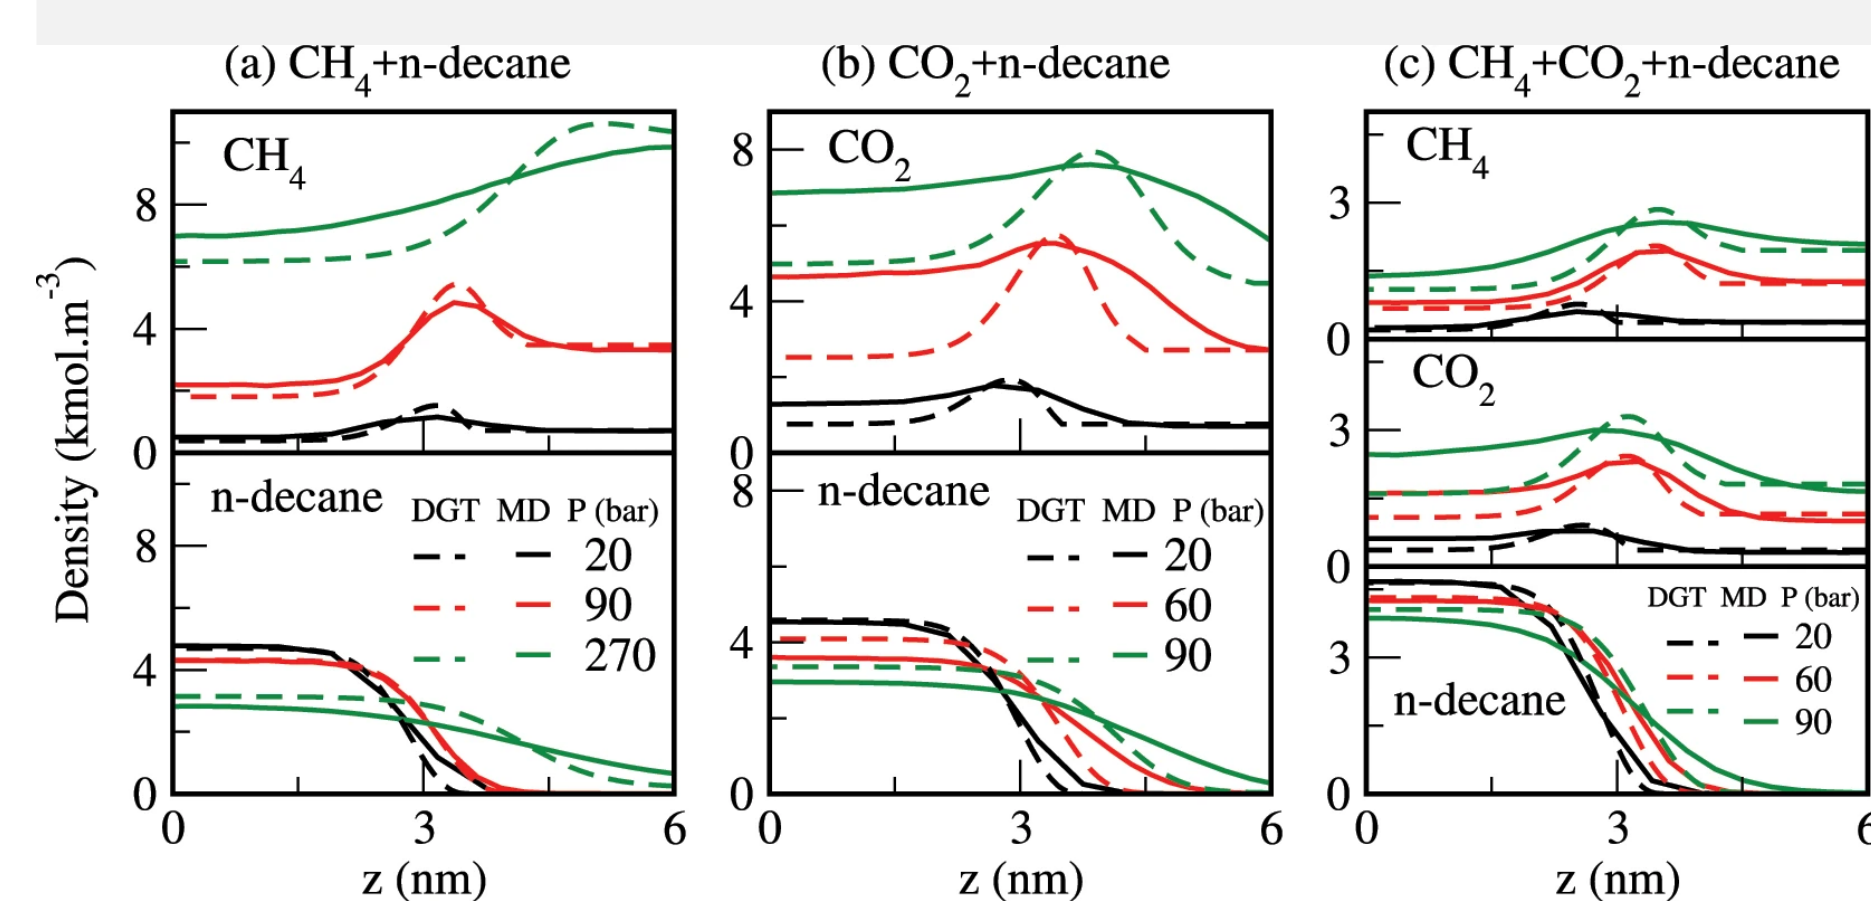 (a) CH4+n-decane
(b) CO2+n-decane
(c) CH4+CO2+n-decane
Density (kmol.m-3)
CH4
8
4
0
n-decane
DGT MD P (bar)
20
90
270
8
4
0
0 3 6
z (nm)
CO2
8
4
0
n-decane
DGT MD P (bar)
20
60
90
8
4
0
0 3 6
z (nm)
CH4
3
0
CO2
3
0
DGT MD P (bar)
20
60
90
n-decane
3
0
0 3 6
z (nm)